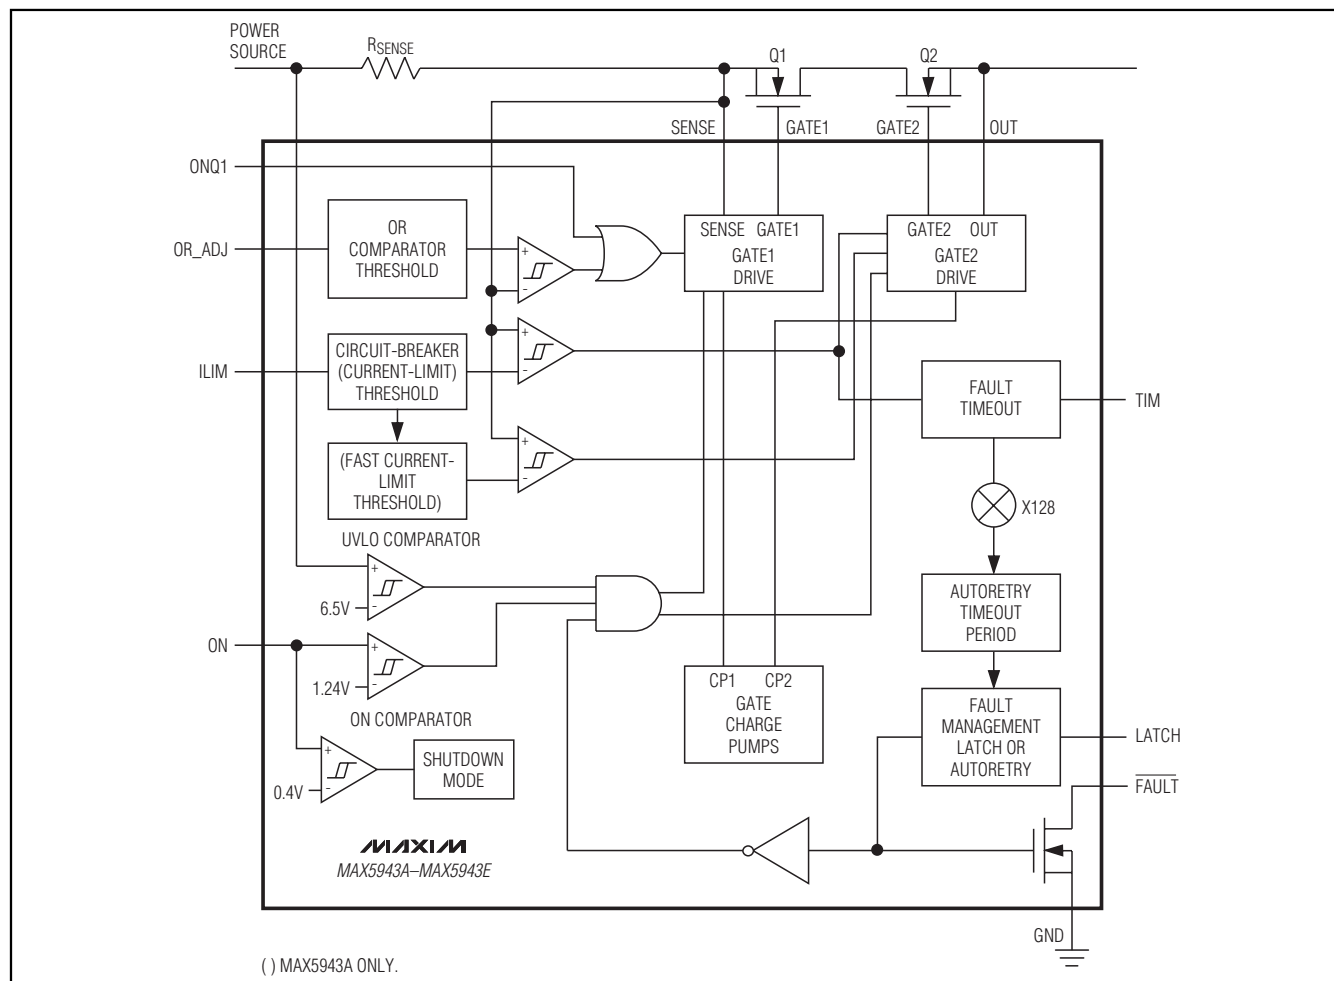 POWER
SOURCE
RSENSE
Q1
Q2
SENSE
GATE1
GATE2
OUT
ONQ1
OR_ADJ
OR
COMPARATOR
THRESHOLD
+
-
SENSE GATE1
GATE1
DRIVE
GATE2 OUT
GATE2
DRIVE
ILIM
CIRCUIT-BREAKER
(CURRENT-LIMIT)
THRESHOLD
+
-
FAULT
TIMEOUT
TIM
(FAST CURRENT-
LIMIT
THRESHOLD)
+
-
X128
UVLO COMPARATOR
+
-
6.5V
AUTORETRY
TIMEOUT
PERIOD
ON
+
-
1.24V
ON COMPARATOR
CP1 CP2
GATE
CHARGE
PUMPS
FAULT
MANAGEMENT
LATCH OR
AUTORETRY
LATCH
+
-
0.4V
SHUTDOWN
MODE
FAULT
MAXIM
MAX5943A–MAX5943E
GND
( ) MAX5943A ONLY.